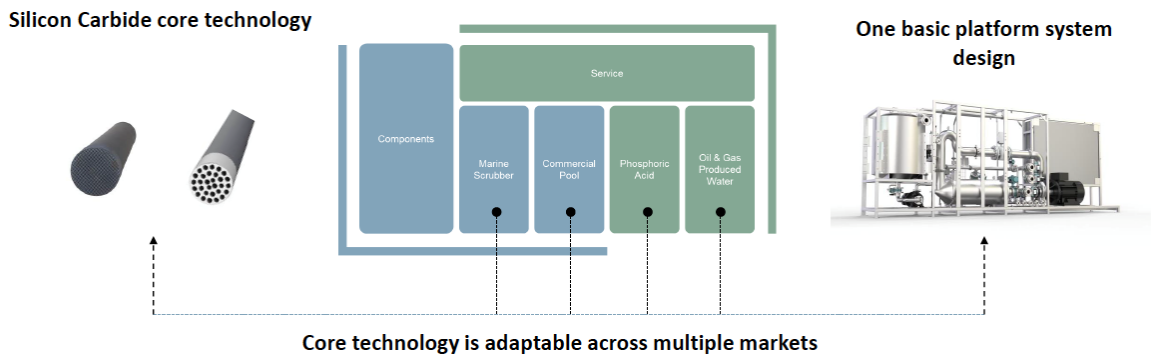 Silicon Carbide core technology
One basic platform system
design
Service
Components
Marine
Scrubber
Commercial
Pool
Phosphoric
Acid
Oil & Gas
Produced
Water
Core technology is adaptable across multiple markets